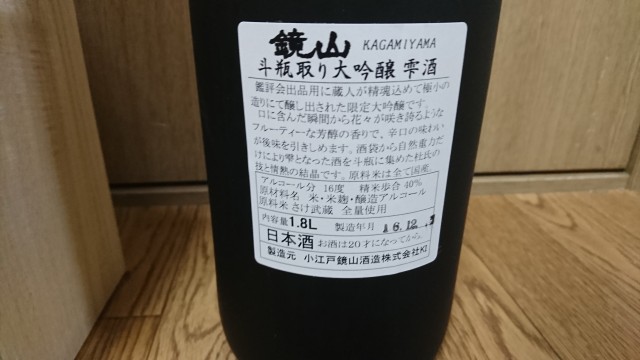 鏡山 KAGAMIYAMA
斗瓶取り大吟醸 雫酒
鑑評会出品用に蔵人が精魂込めて極小の
造りにて醸し出された限定大吟醸です。
口に含んだ瞬間から花々が咲き誇るような
フルーティーな芳醇の香りで、辛口の味わい
が後味を引きしめます。酒袋から自然重力だ
けにより雫となった酒を斗瓶に集めた杜氏の
技と情熱の結晶です。原料米は全て国産
アルコール分 16度 精米歩合 40%
原材料名 米・米麹・醸造アルコール
原料米 さけ武蔵 全量使用
内容量 1.8L 製造年月 16.12.
日本酒 お酒は20才になってから
製造元 小江戸鏡山酒造株式会社KI